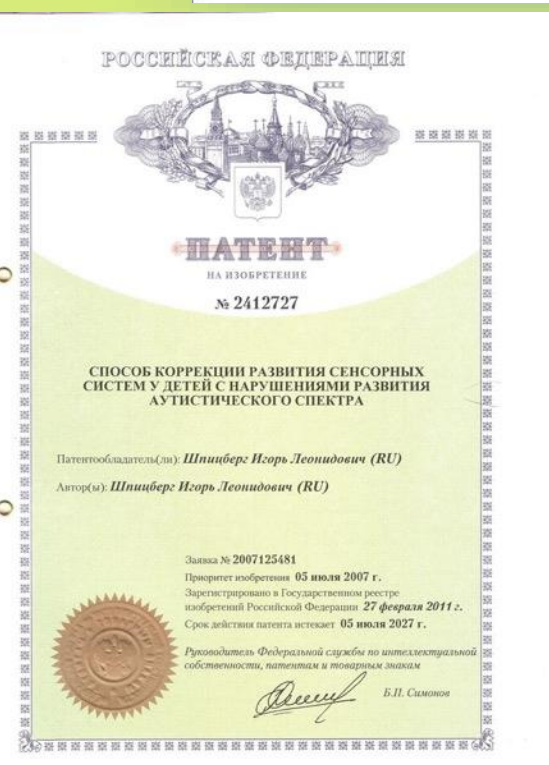 РОССИЙСКАЯ ФЕДЕРАЦИЯ
ПАТЕНТ
НА ИЗОБРЕТЕНИЕ
№ 2412727
СПОСОБ КОРРЕКЦИИ РАЗВИТИЯ СЕНСОРНЫХ
СИСТЕМ У ДЕТЕЙ С НАРУШЕНИЯМИ РАЗВИТИЯ
АУТИСТИЧЕСКОГО СПЕКТРА
Патентообладатель(ли): Шпицберг Игорь Леонидович (RU)
Автор(ы): Шпицберг Игорь Леонидович (RU)
Заявка № 2007125481
Приоритет изобретения 05 июля 2007 г.
Зарегистрировано в Государственном реестре
изобретений Российской Федерации 27 февраля 2011 г.
Срок действия патента истекает 05 июля 2027 г.
Руководитель Федеральной службы по интеллектуальной
собственности, патентам и товарным знакам
Б.П. Симонов